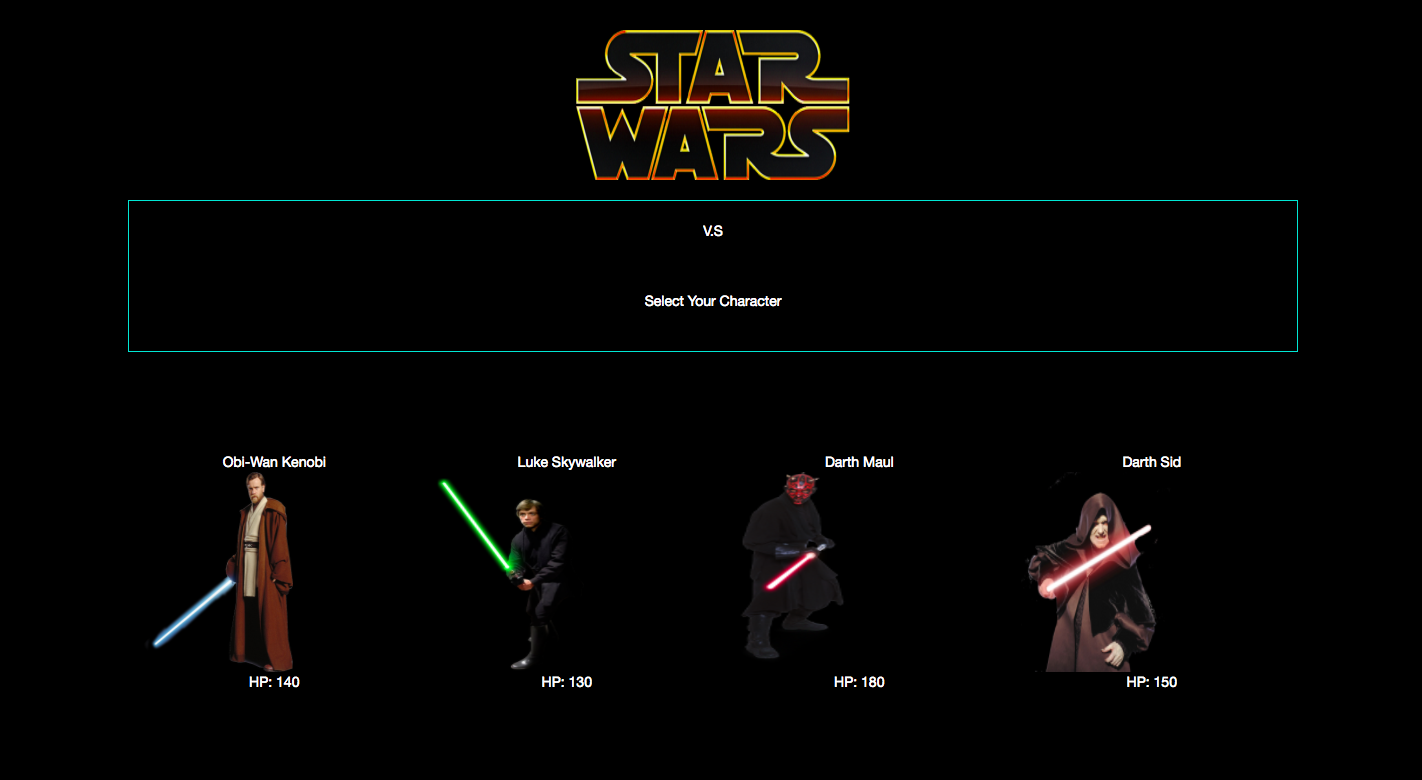 STAR
WARS
V.S
Select Your Character
Obi-Wan Kenobi
Luke Skywalker
Darth Maul
Darth Sid
HP: 140
HP: 130
HP: 180
HP: 150